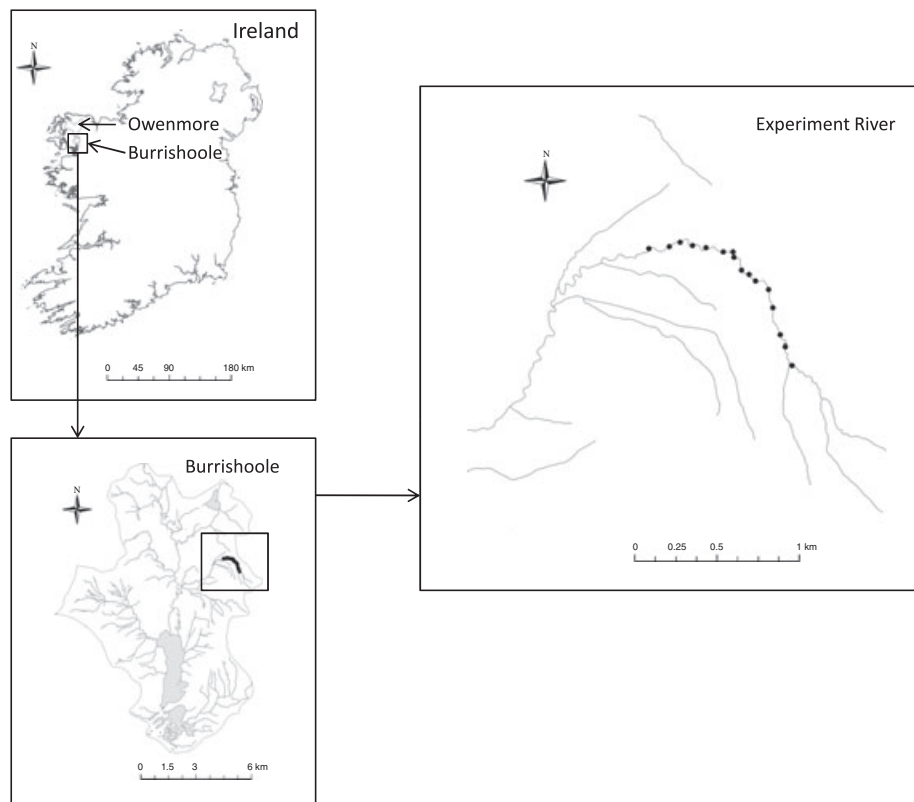 Ireland
N
Owenmore
Burrishoole
0 45 90 180 km
Experiment River
N
0 0.25 0.5 1 km
Burrishoole
N
0 1.5 3 6 km